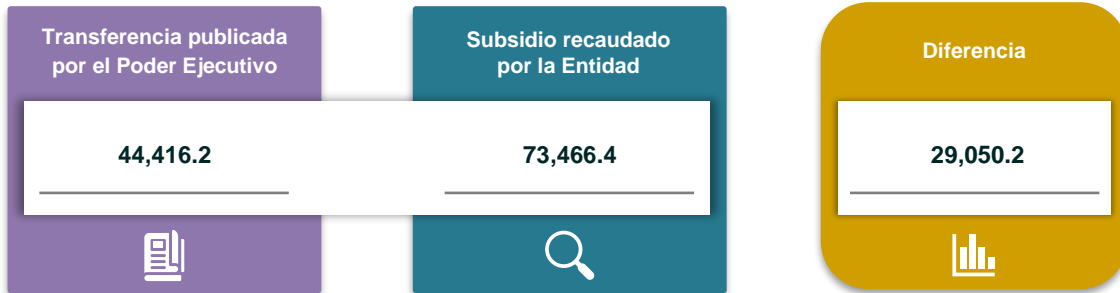 Transferencia publicada
por el Poder Ejecutivo
44,416.2
Subsidio recaudado
por la Entidad
73,466.4
Diferencia
29,050.2